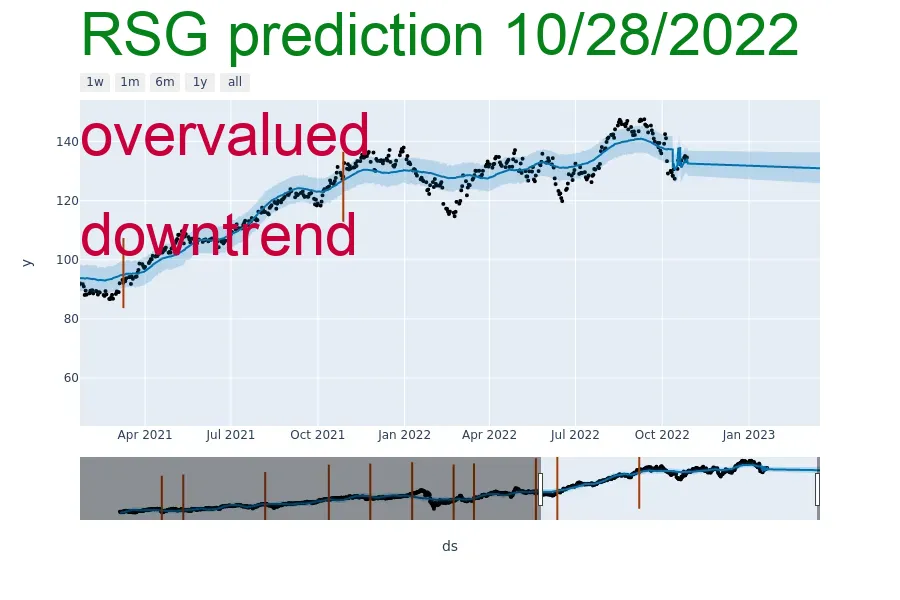 RSG prediction 10/28/2022
1w 1m 6m 1y all
overvalued
140
120
downtrend
100
y
80
60
Apr 2021 Jul 2021 Oct 2021 Jan 2022 Apr 2022 Jul 2022 Oct 2022 Jan 2023
ds